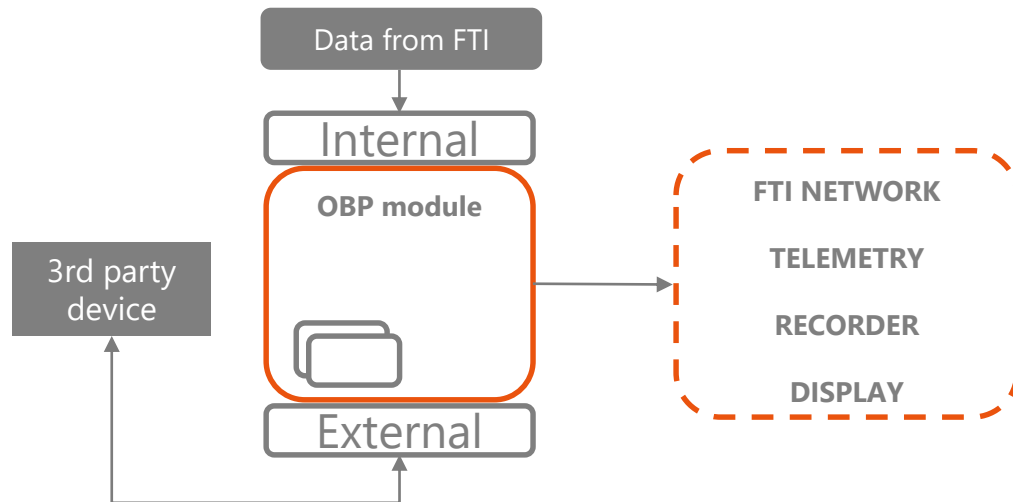 Data from FTI
Internal
OBP module
3rd party
device
External
FTI NETWORK
TELEMETRY
RECORDER
DISPLAY